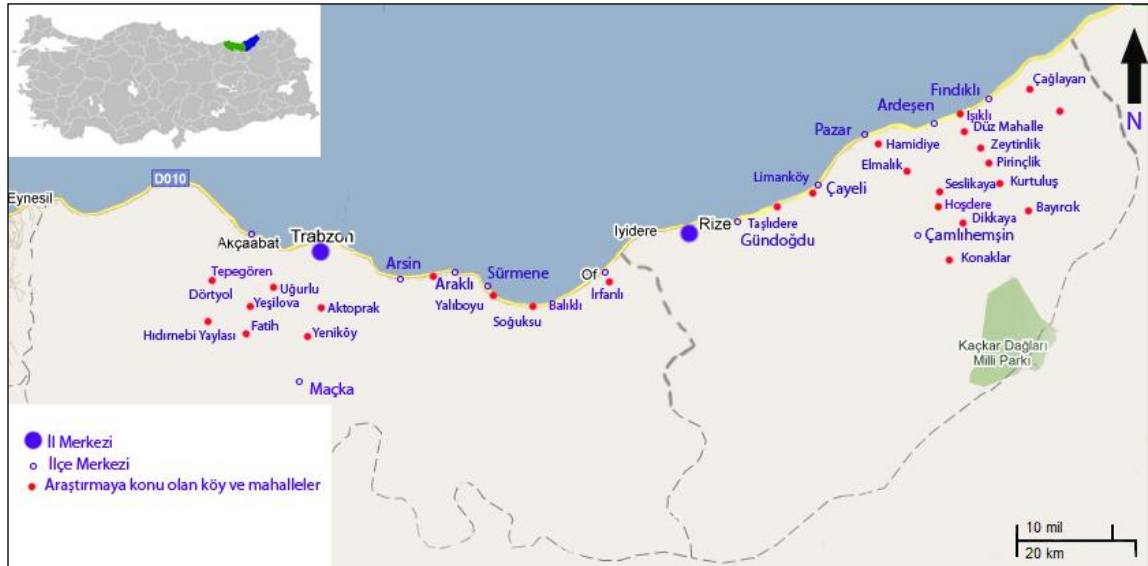 Fındıklı
Çağlayan
N
Ardeşen
Işıklı
Düz Mahalle
Pazar
Hamidiye
Zeytinlik
Pirinçlik
Elmalık
Limanköy
Çayeli
Seslikaya
Kurtuluş
Hoşdere
Bayırcık
Dikkaya
Taşlıdere
Rize
Gündoğdu
Iyidere
Çamlıhemşin
Konaklar
D010
Eynesil
Akçaabat
Trabzon
Arsin
Araklı
Sürmene
Of
İrfanlı
Yalıboyu
Balıklı
Soğuksu
Tepegören
Dörtyol
Uğurlu
Yeşilova
Aktoprak
Hıdırnebi Yaylası
Fatih
Yeniköy
Maçka
Kaçkar Dağları
Milli Parkı
İl Merkezi
İlçe Merkezi
Araştırmaya konu olan köy ve mahalleler
10 mil
20 km